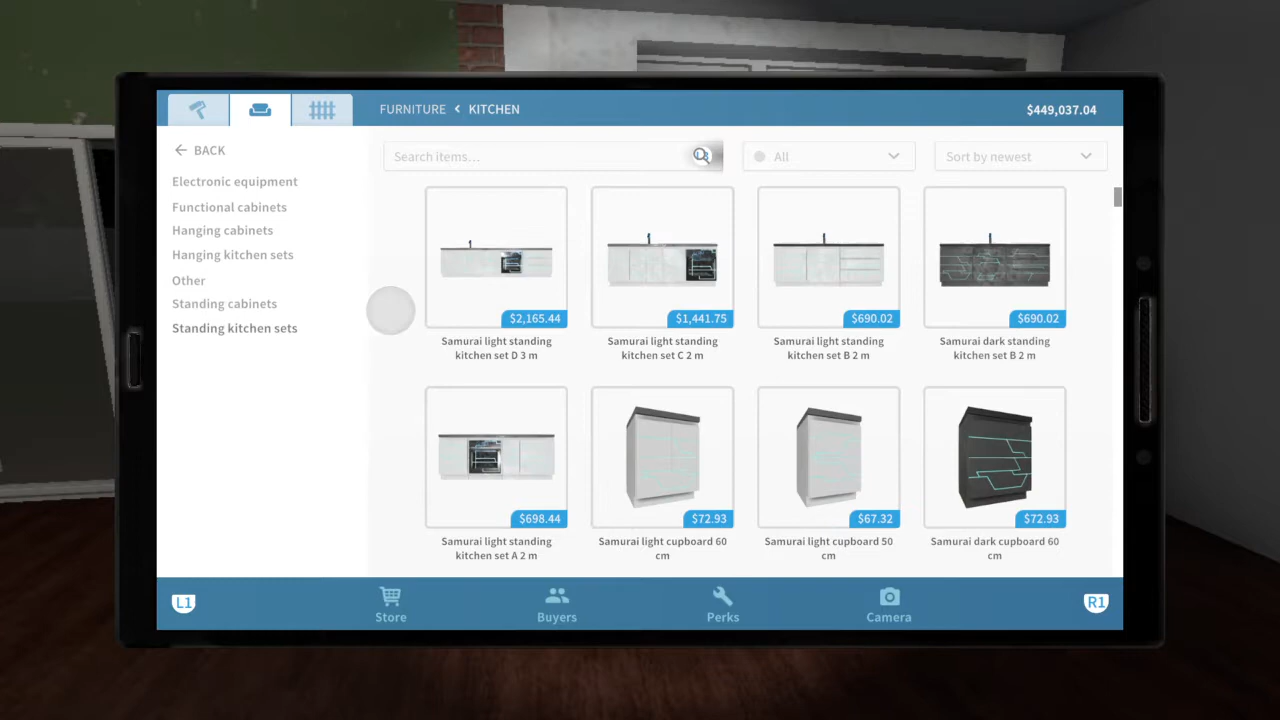 FURNITURE < KITCHEN
$449,037.04
BACK
Search items...
All
Sort by newest
Electronic equipment
Functional cabinets
Hanging cabinets
Hanging kitchen sets
Other
Standing cabinets
Standing kitchen sets
$2,165.44
$1,441.75
$690.02
$690.02
Samurai light standing
kitchen set D 3 m
Samurai light standing
kitchen set C 2 m
Samurai light standing
kitchen set B 2 m
Samurai dark standing
kitchen set B 2 m
$698.44
$72.93
$67.32
$72.93
Samurai light standing
kitchen set A 2 m
Samurai light cupboard 60
cm
Samurai light cupboard 50
cm
Samurai dark cupboard 60
cm
L1
Store
Buyers
Perks
Camera
R1